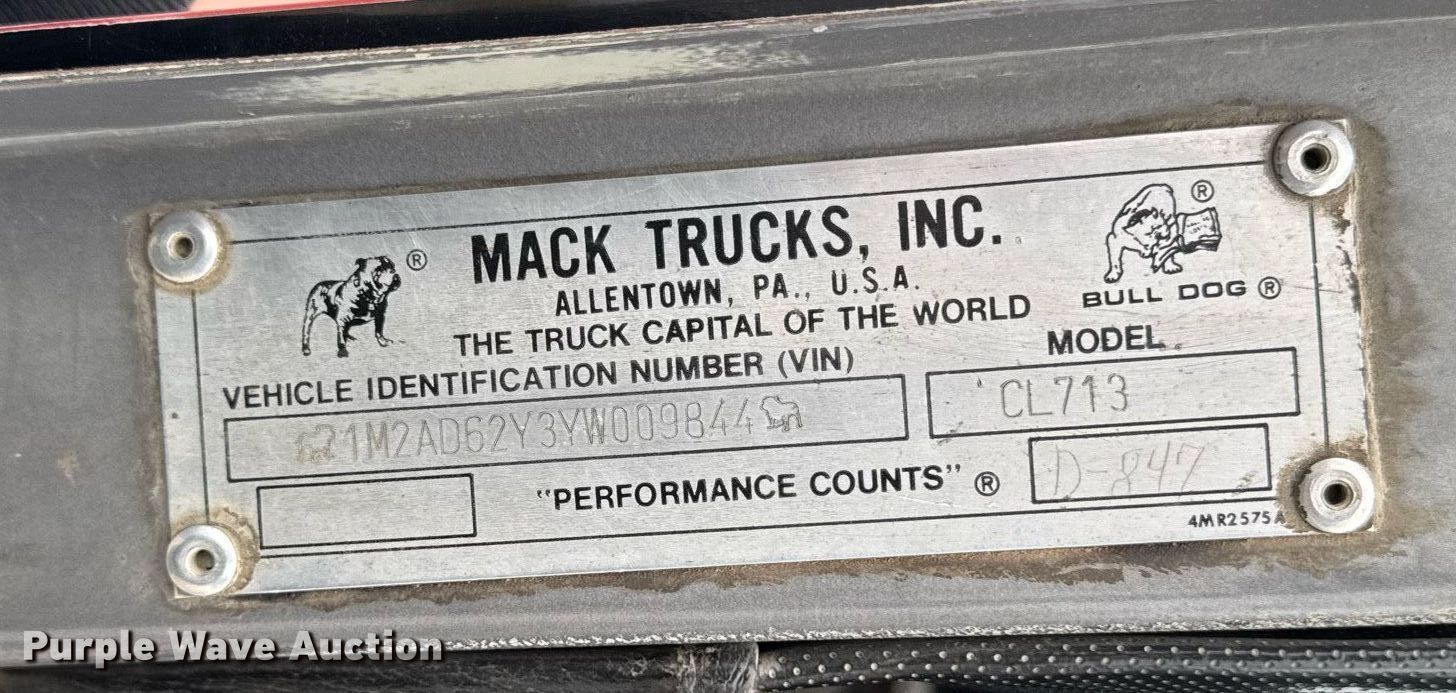 MACK TRUCKS, INC.
ALLENTOWN, PA., U.S.A.
THE TRUCK CAPITAL OF THE WORLD
BULL DOG ®
VEHICLE IDENTIFICATION NUMBER (VIN)
MODEL
1M2AD62Y3YW009844
CL713
"PERFORMANCE COUNTS" ®
D-847
4MR2575A
Purple Wave Auction